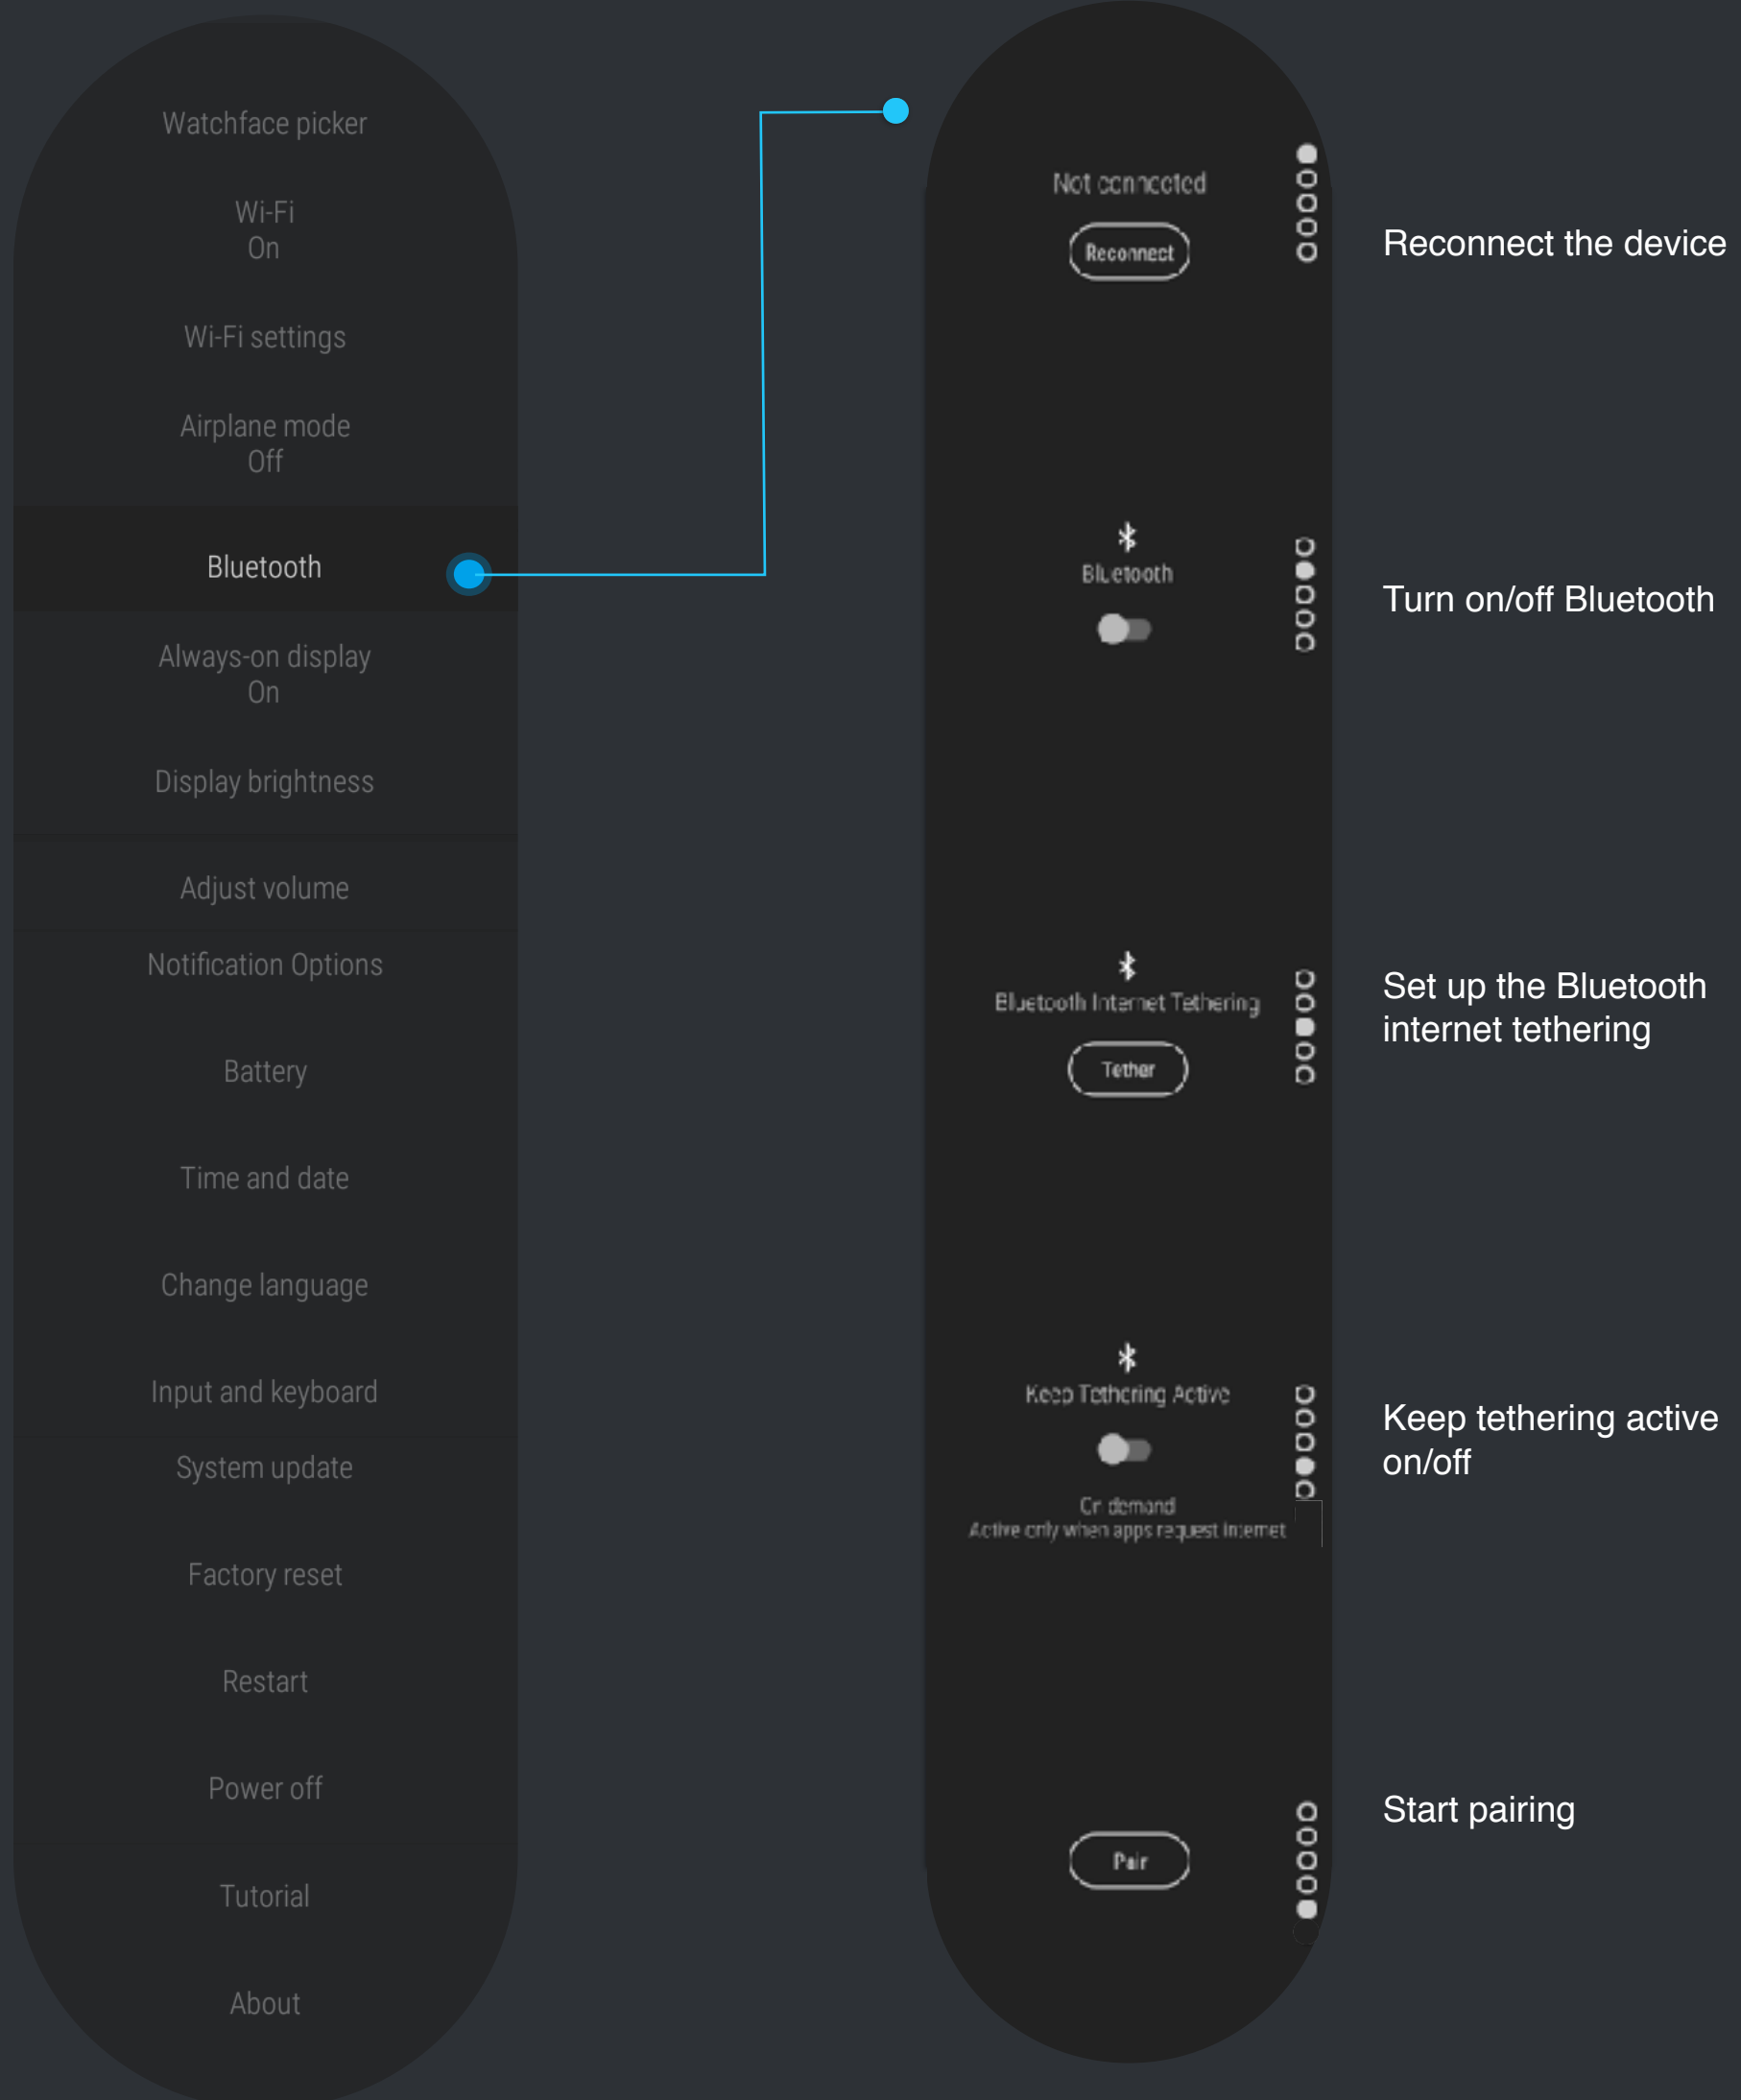 Watchface picker
Wi-Fi
On
Wi-Fi settings
Airplane mode
Off
Bluetooth
Always-on display
On
Display brightness
Adjust volume
Notification Options
Battery
Time and date
Change language
Input and keyboard
System update
Factory reset
Restart
Power off
Tutorial
About
Not connected
Reconnect
Reconnect the device
Bluetooth
Turn on/off Bluetooth
Bluetooth Internet Tethering
Tether
Set up the Bluetooth
internet tethering
Keep Tethering Active
On demand
Active only when apps request Internet
Keep tethering active
on/off
Pair
Start pairing